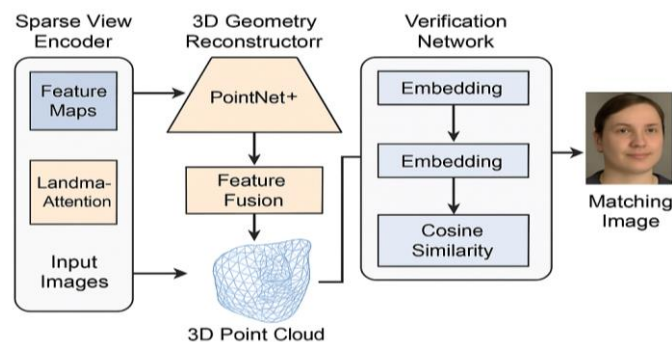 Sparse View
Encoder
Feature
Maps
Landma-
Attention
Input
Images
3D Geometry
Reconstructorr
PointNet+
Feature
Fusion
3D Point Cloud
Verification
Network
Embedding
Embedding
Cosine
Similarity
Matching
Image